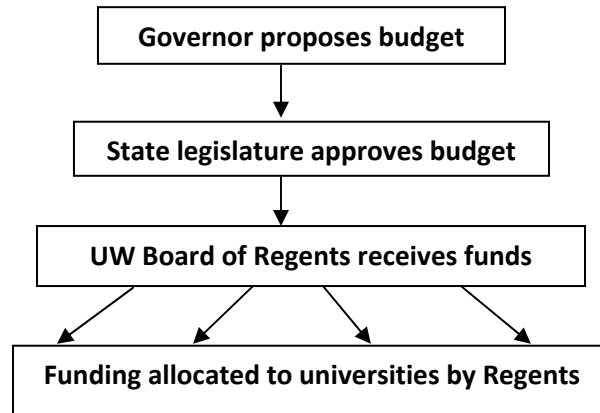 Governor proposes budget
State legislature approves budget
UW Board of Regents receives funds
Funding allocated to universities by Regents